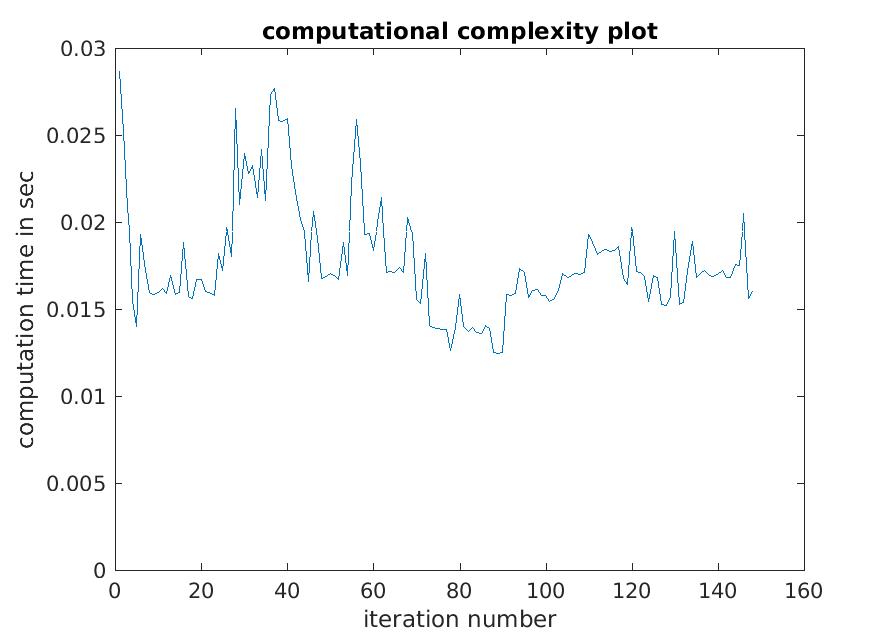 computational complexity plot
0.03
0.025
0.02
0.015
0.01
0.005
0
computation time in sec
0 20 40 60 80 100 120 140 160
iteration number